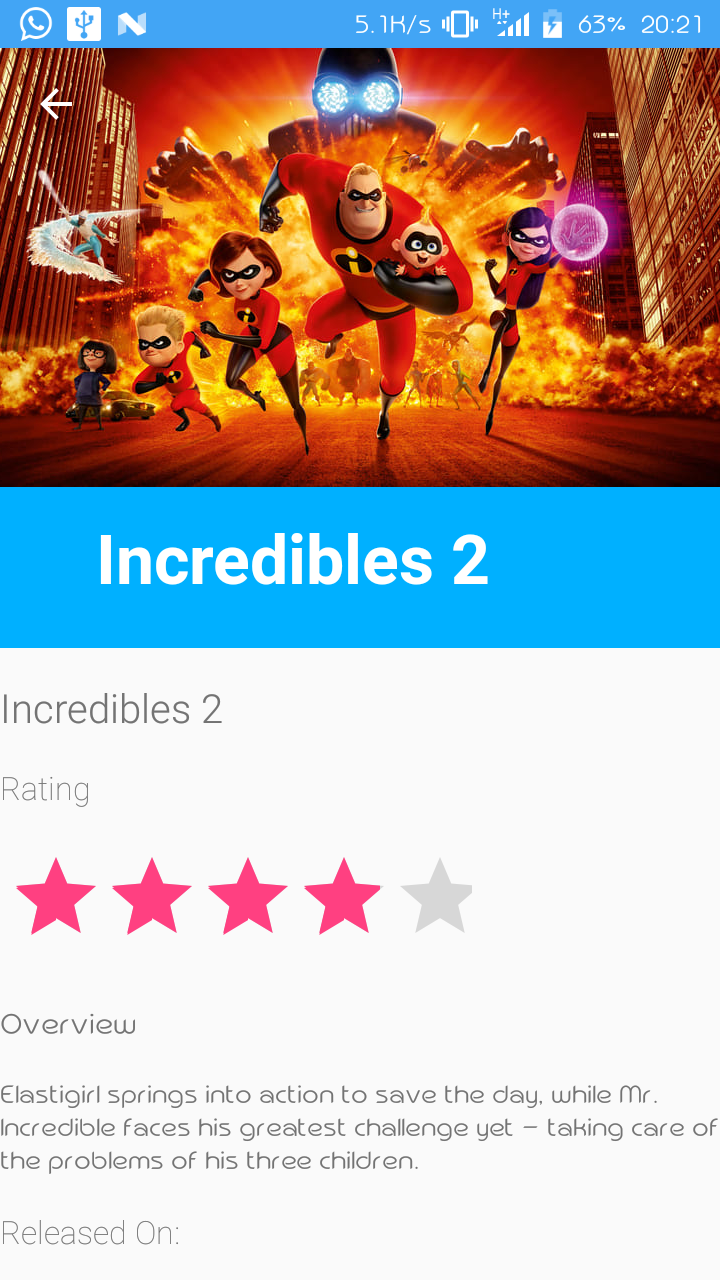 5.1K/s H+ 63% 20:21
Incredibles 2
Incredibles 2
Rating
Overview
Elastigirl springs into action to save the day, while Mr.
Incredible faces his greatest challenge yet – taking care of
the problems of his three children.
Released On: